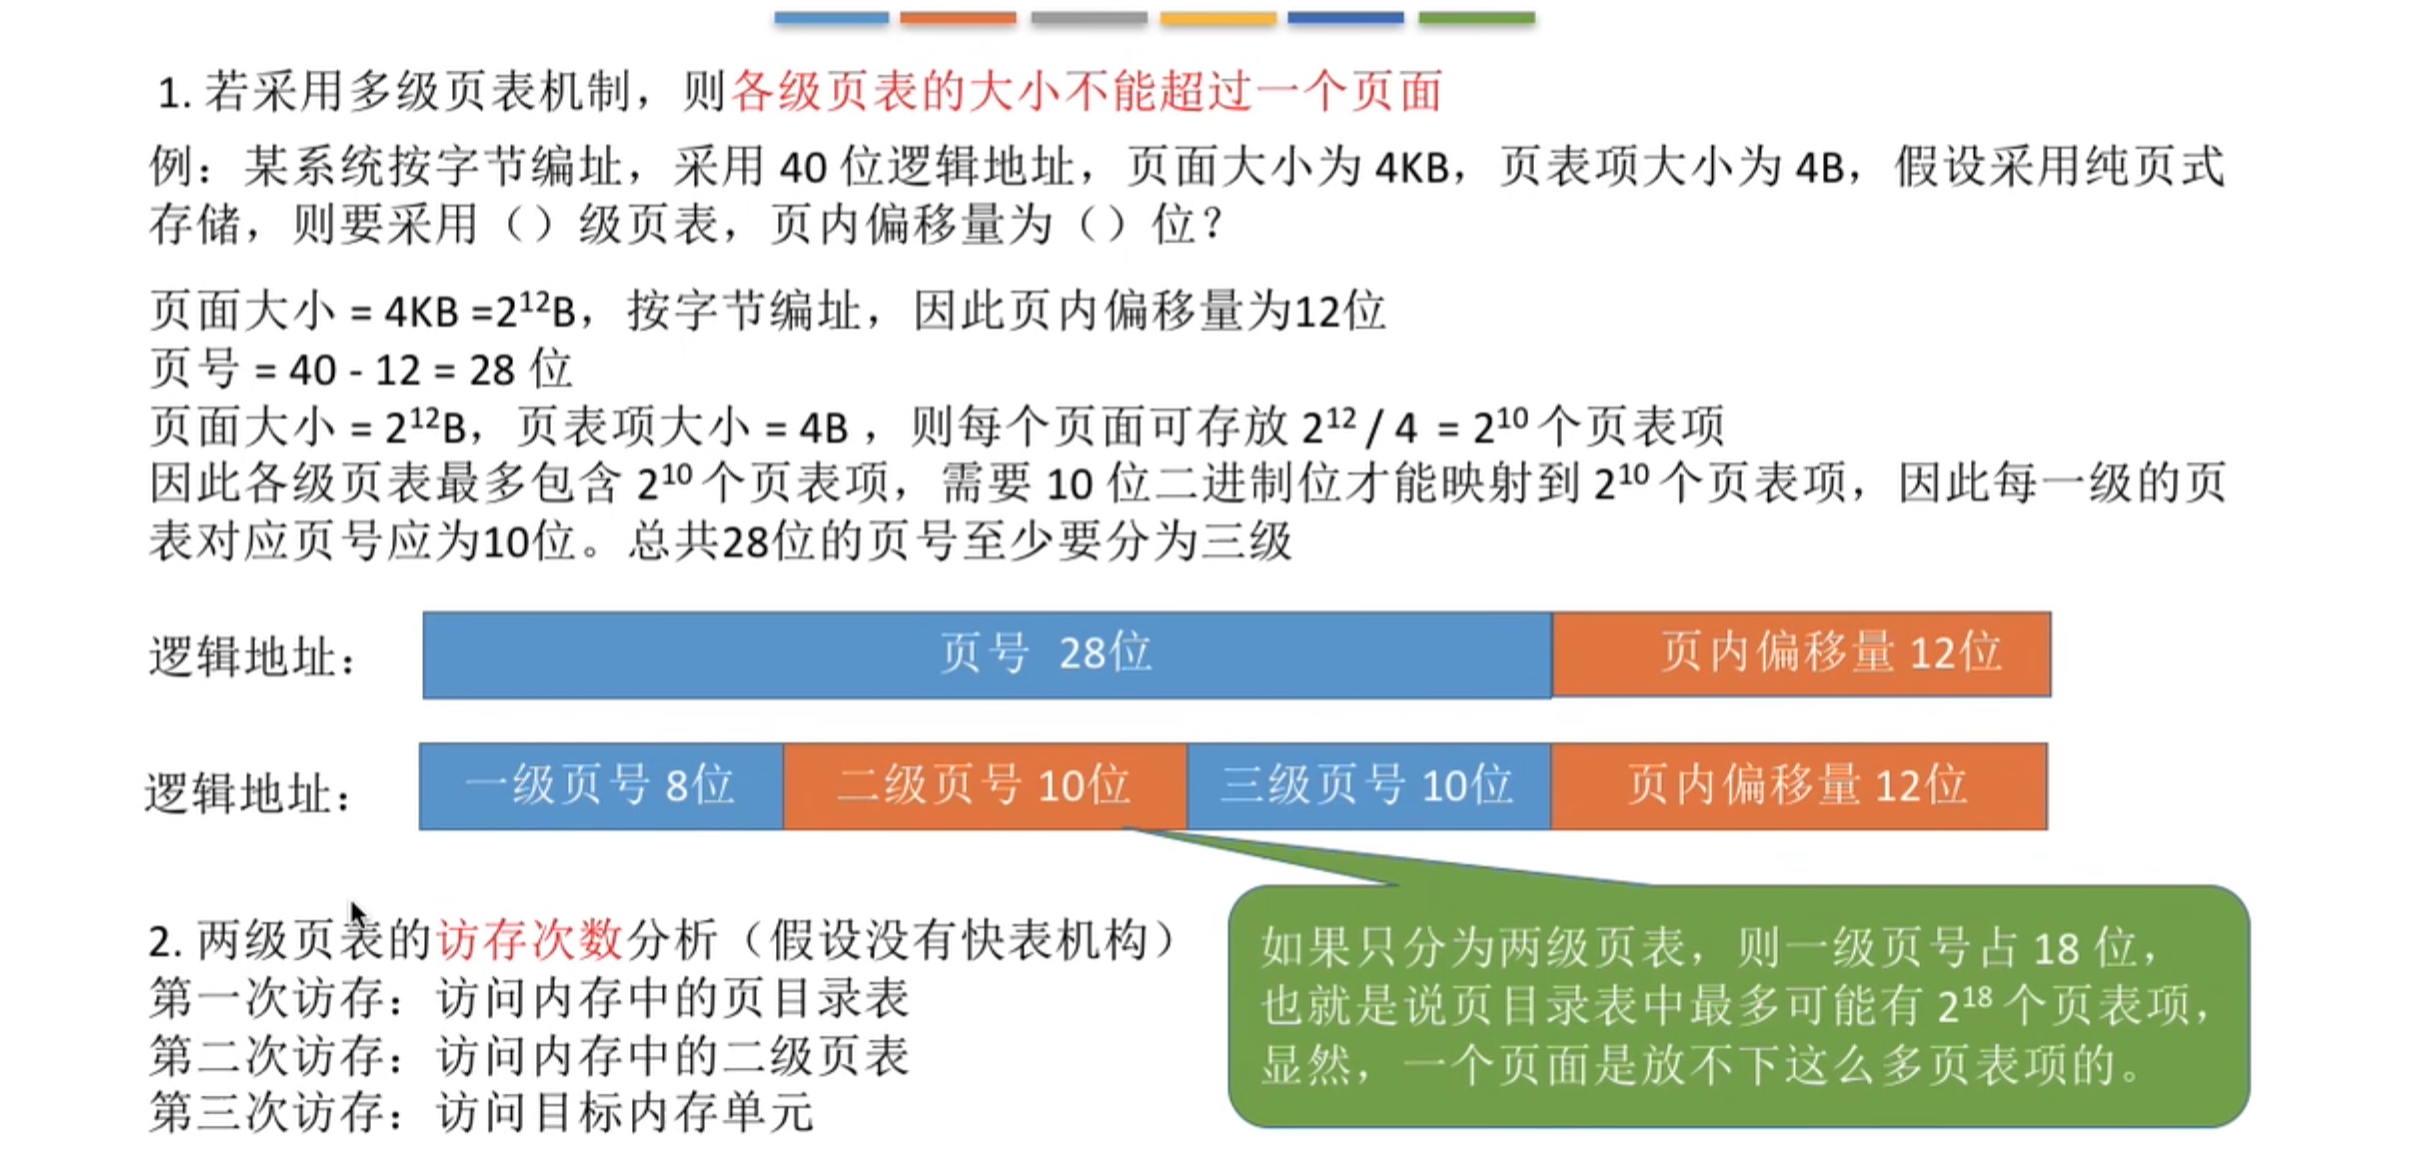 1. 若采用多级页表机制，则各级页表的大小不能超过一个页面
例：某系统按字节编址，采用 40 位逻辑地址，页面大小为 4KB，页表项大小为 4B，假设采用纯页式
存储，则要采用（）级页表，页内偏移量为（）位？
页面大小 = 4KB =2¹²B，按字节编址，因此页内偏移量为12位
页号 = 40 - 12 = 28 位
页面大小 = 2¹²B，页表项大小 = 4B ，则每个页面可存放 2¹² / 4 = 2¹⁰ 个页表项
因此各级页表最多包含 2¹⁰ 个页表项，需要 10 位二进制位才能映射到 2¹⁰ 个页表项，因此每一级的页
表对应页号应为10位。总共28位的页号至少要分为三级
逻辑地址： 页号 28位 页内偏移量 12位
逻辑地址： 一级页号 8位 二级页号 10位 三级页号 10位 页内偏移量 12位
2. 两级页表的访存次数分析（假设没有快表机构）
第一次访存：访问内存中的页目录表
第二次访存：访问内存中的二级页表
第三次访存：访问目标内存单元
如果只分为两级页表，则一级页号占 18 位，
也就是说页目录表中最多可能有 2¹⁸ 个页表项，
显然，一个页面是放不下这么多页表项的。